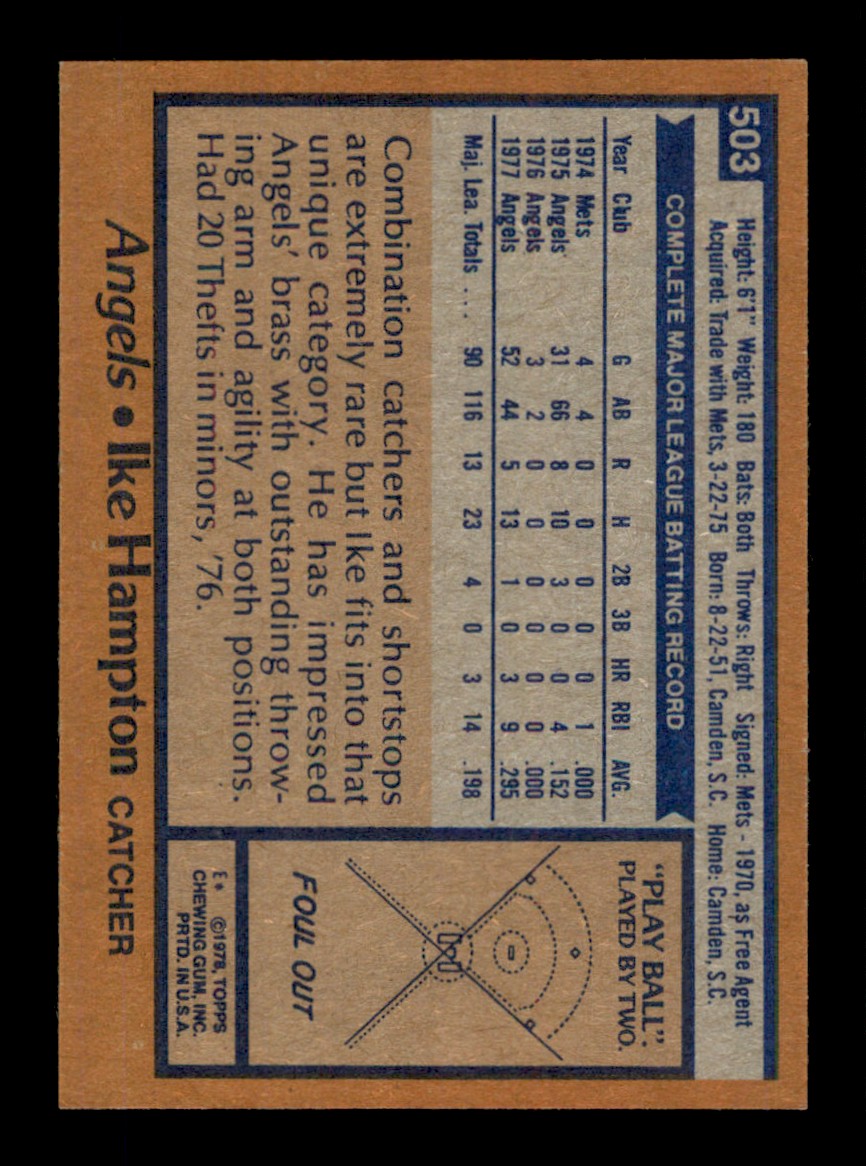 503
Height: 6'1" Weight: 180 Bats: Both Throws: Right Signed: Mets - 1970, as Free Agent
Acquired: Trade with Mets, 3-22-75 Born: 8-22-51, Camden, S.C. Home: Camden, S.C.
COMPLETE MAJOR LEAGUE BATTING RECORD
Year Club G AB R H 2B 3B HR RBI AVG.
1974 Mets 4 4 0 0 0 0 0 1 .000
1975 Angels 31 66 8 10 3 0 0 4 .152
1976 Angels 3 2 0 0 0 0 0 0 .000
1977 Angels 52 44 5 13 1 0 3 9 .295
Maj. Lea. Totals .... 90 116 13 23 4 0 3 14 .198
Combination catchers and shortstops
are extremely rare but Ike fits into that
unique category. He has impressed
Angels' brass with outstanding throw-
ing arm and agility at both positions.
Had 20 Thefts in minors, '76.
"PLAY BALL"
PLAYED BY TWO.
FOUL OUT
E* ©1978, TOPPS
CHEWING GUM, INC.
PRTD. IN U.S.A.
Angels • Ike Hampton CATCHER